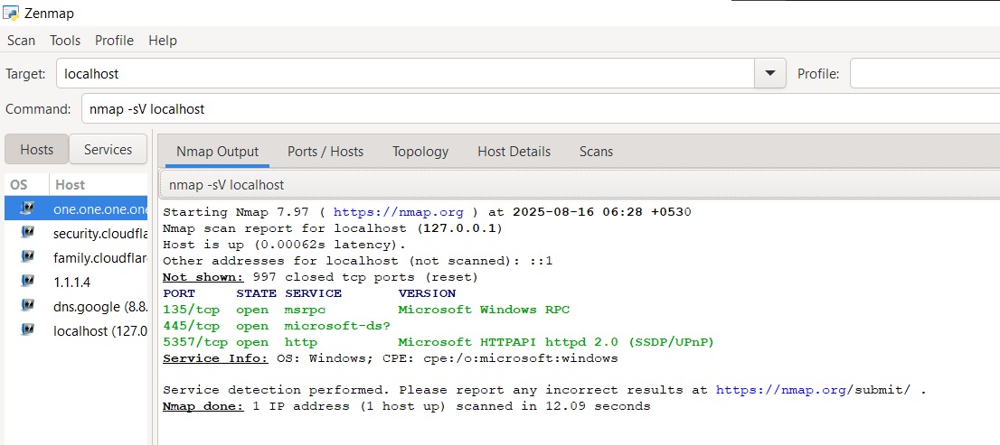 Zenmap
Scan Tools Profile Help
Target: localhost Profile:
Command: nmap -sV localhost
Hosts Services
OS Host
one.one.one.one
security.cloudfla
family.cloudflar
1.1.1.4
dns.google (8.8.
localhost (127.0
Nmap Output Ports / Hosts Topology Host Details Scans
nmap -sV localhost
Starting Nmap 7.97 ( https://nmap.org ) at 2025-08-16 06:28 +0530
Nmap scan report for localhost (127.0.0.1)
Host is up (0.00062s latency).
Other addresses for localhost (not scanned): ::1
Not shown: 997 closed tcp ports (reset)
PORT STATE SERVICE VERSION
135/tcp open msrpc Microsoft Windows RPC
445/tcp open microsoft-ds?
5357/tcp open http Microsoft HTTPAPI httpd 2.0 (SSDP/UPnP)
Service Info: OS: Windows; CPE: cpe:/o:microsoft:windows
Service detection performed. Please report any incorrect results at https://nmap.org/submit/ .
Nmap done: 1 IP address (1 host up) scanned in 12.09 seconds